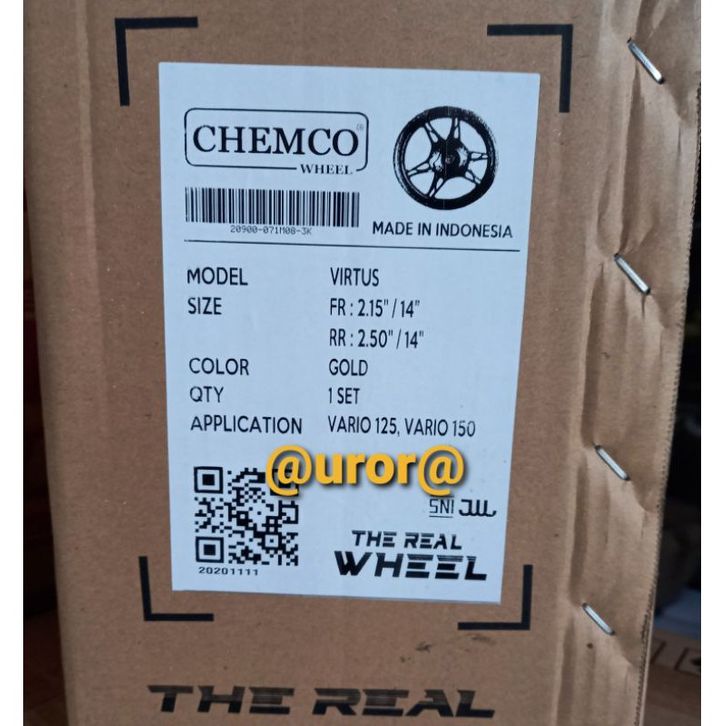 CHEMCO®
WHEEL
20900-071M08-3K
MADE IN INDONESIA
MODEL VIRTUS
SIZE FR : 2.15" / 14"
RR : 2.50" / 14"
COLOR GOLD
QTY 1 SET
APPLICATION VARIO 125, VARIO 150
@uror@
SNI JWL
20201111
THE REAL
WHEEL
THE REAL